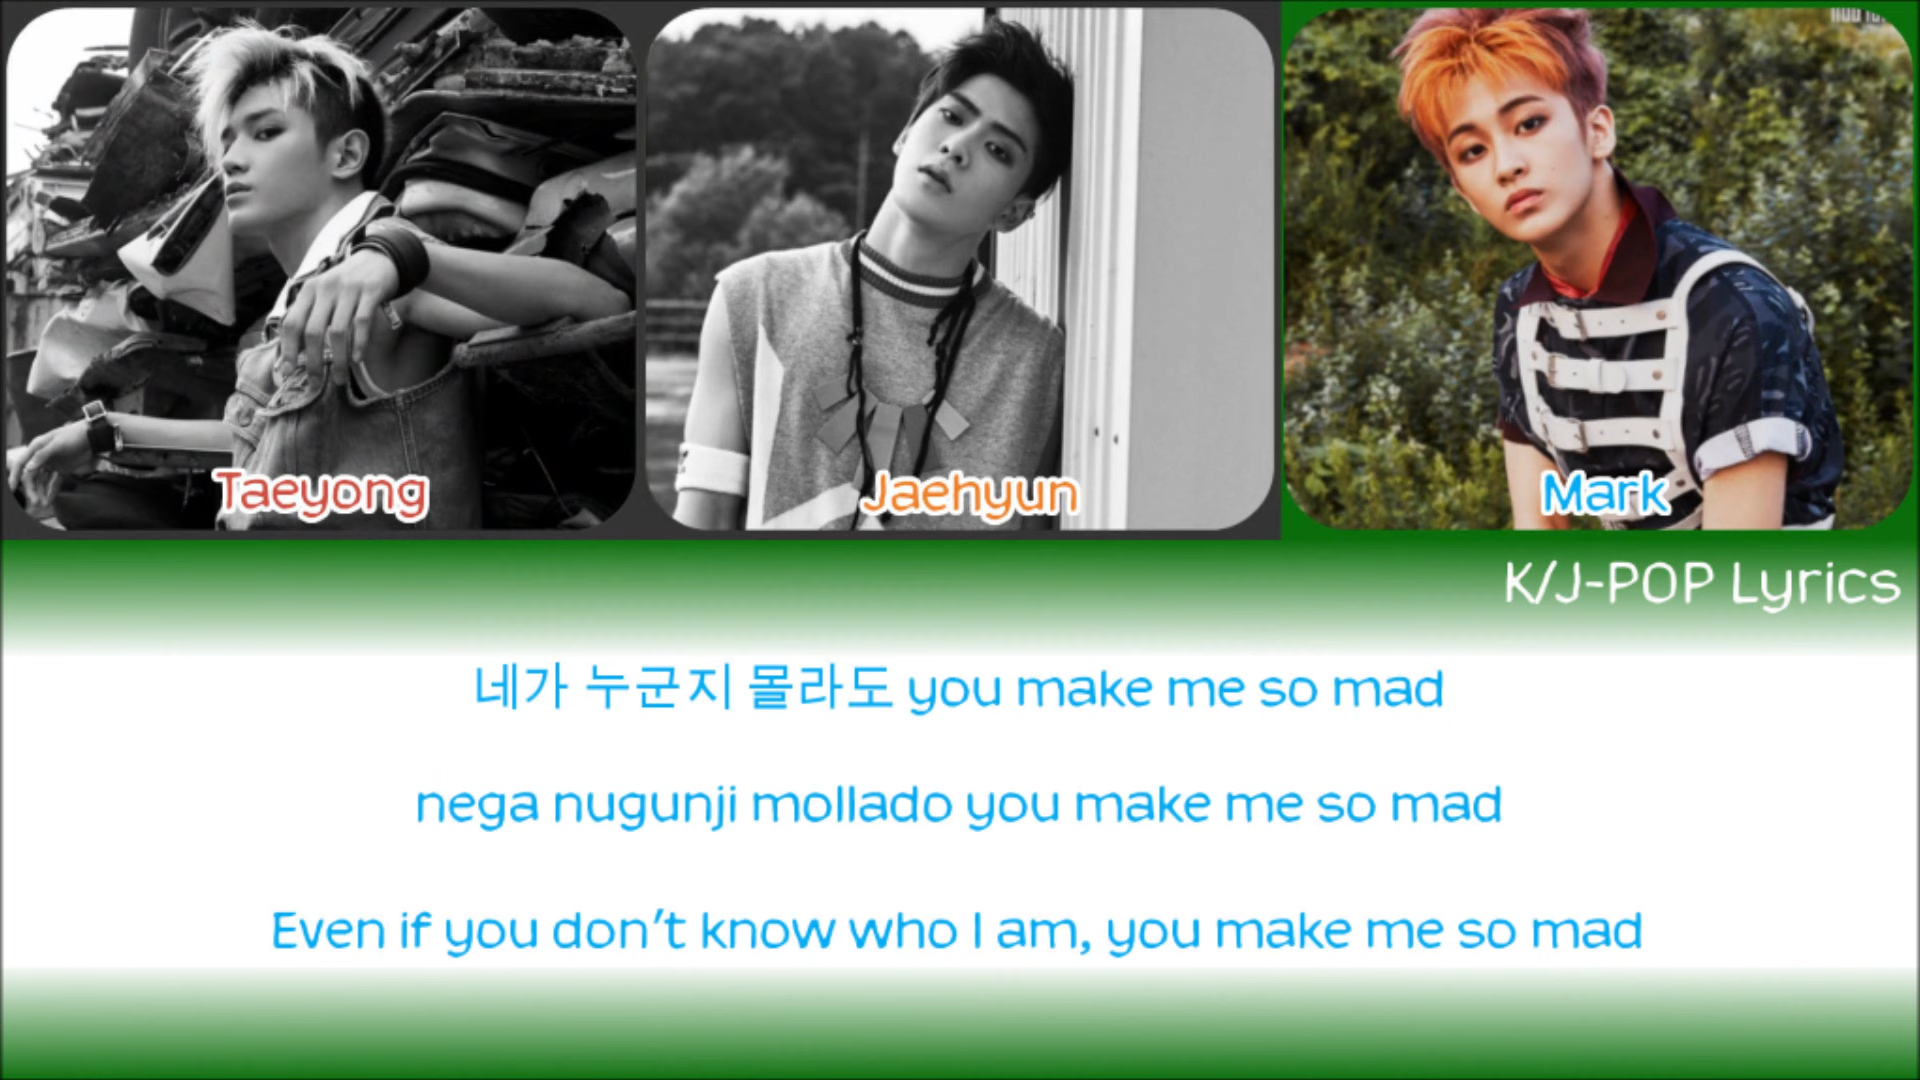 Taeyong
Jaehyun
Mark
K/J-POP Lyrics
네가 누군지 몰라도 you make me so mad
nega nugunji mollado you make me so mad
Even if you don't know who I am, you make me so mad